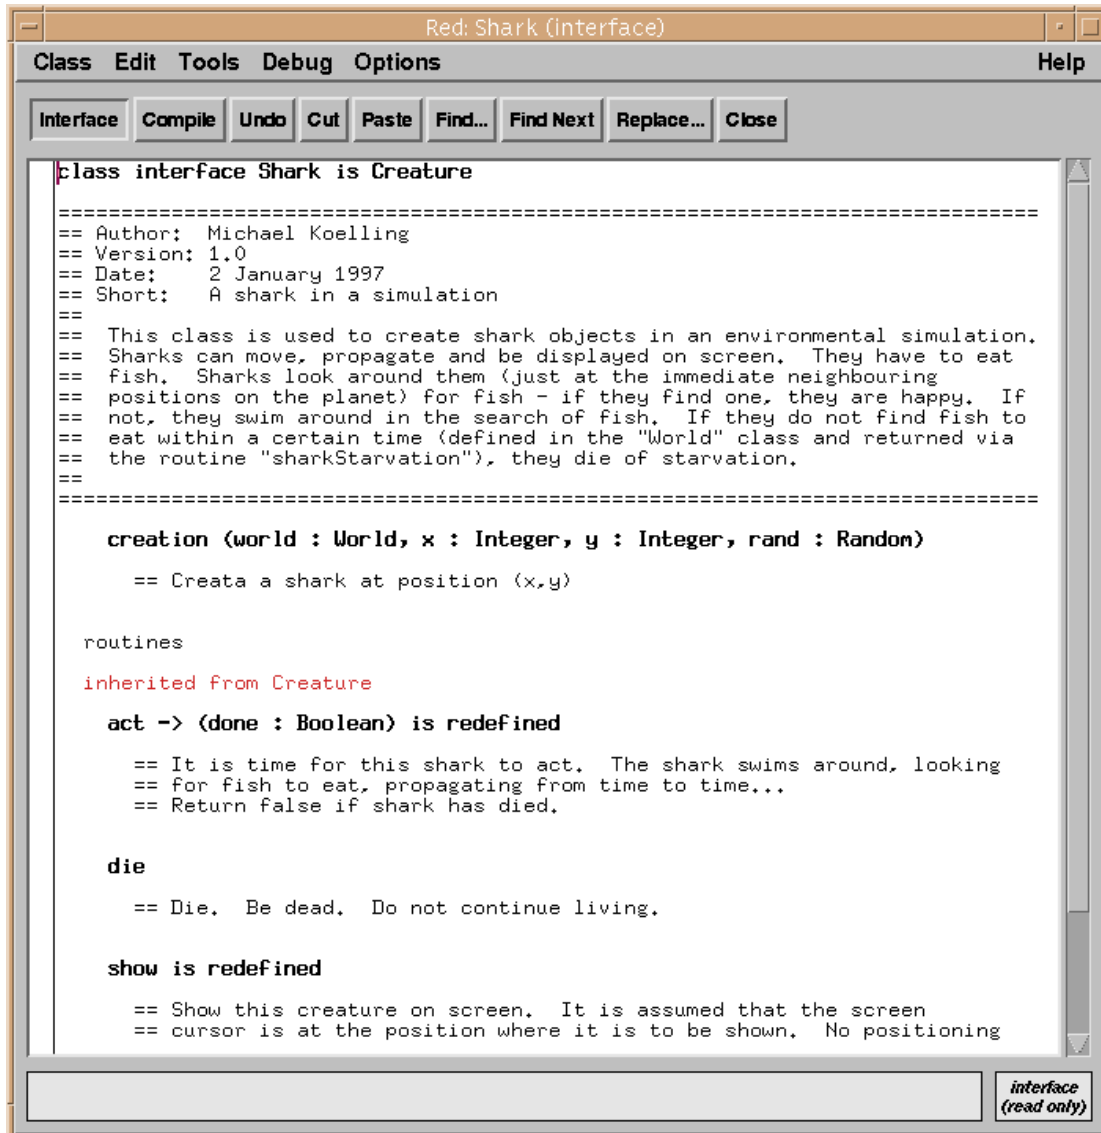 Red: Shark (interface)
Class Edit Tools Debug Options Help
Interface Compile Undo Cut Paste Find... Find Next Replace... Close
class interface Shark is Creature
==============================================================================
== Author:  Michael Koelling
== Version: 1.0
== Date:    2 January 1997
== Short:   A shark in a simulation
==
==  This class is used to create shark objects in an environmental simulation.
==  Sharks can move, propagate and be displayed on screen.  They have to eat
==  fish.  Sharks look around them (just at the immediate neighbouring
==  positions on the planet) for fish - if they find one, they are happy.  If
==  not, they swim around in the search of fish.  If they do not find fish to
==  eat within a certain time (defined in the "World" class and returned via
==  the routine "sharkStarvation"), they die of starvation.
==
==============================================================================
creation (world : World, x : Integer, y : Integer, rand : Random)
== Creata a shark at position (x,y)
routines
inherited from Creature
act -> (done : Boolean) is redefined
== It is time for this shark to act.  The shark swims around, looking
== for fish to eat, propagating from time to time...
== Return false if shark has died.
die
== Die.  Be dead.  Do not continue living.
show is redefined
== Show this creature on screen.  It is assumed that the screen
== cursor is at the position where it is to be shown.  No positioning
interface
(read only)